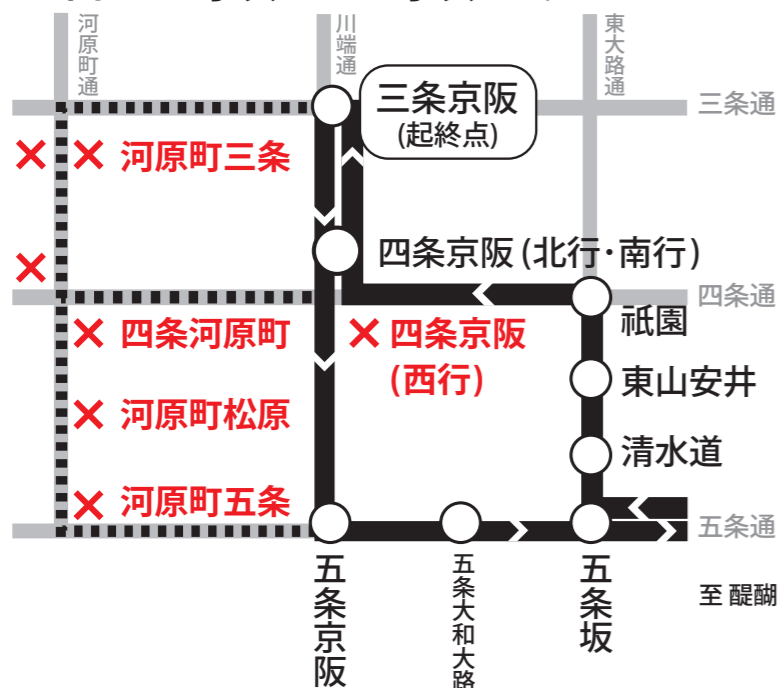 河原町通
川端通
東大路通
三条京阪
(起終点)
三条通
× × 河原町三条
四条京阪(北行・南行)
×
四条通
祇園
× 四条河原町
× 四条京阪
(西行)
東山安井
× 河原町松原
清水道
× 河原町五条
五条通
五条京阪
五条大和大路
五条坂
至 醍醐